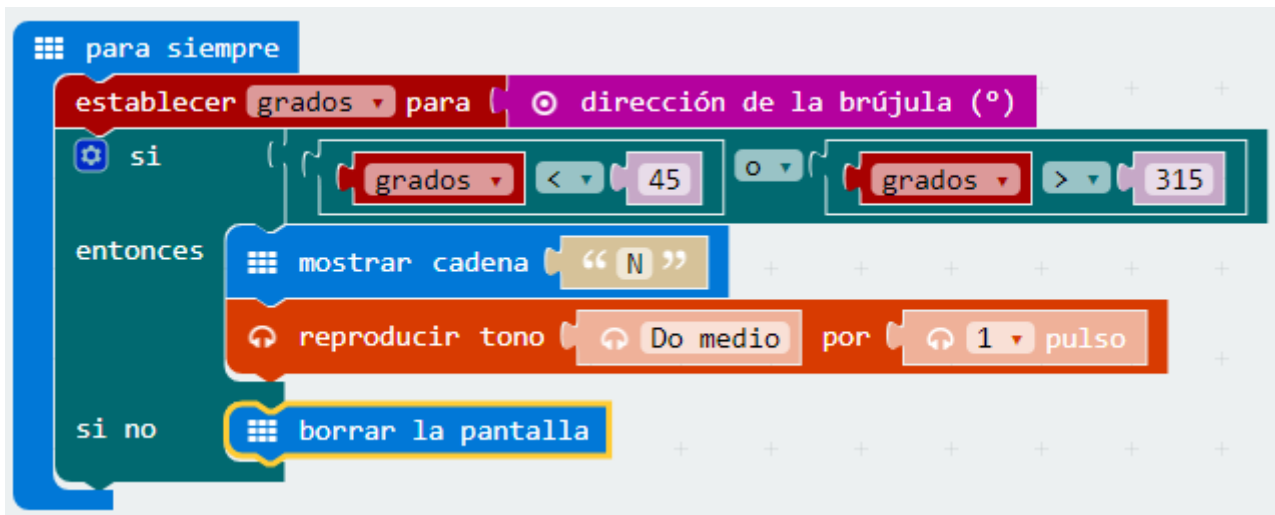 para siempre
establecer grados para dirección de la brújula (º)
si grados < 45 o grados > 315
entonces mostrar cadena “ N ”
reproducir tono Do medio por 1 pulso
si no borrar la pantalla